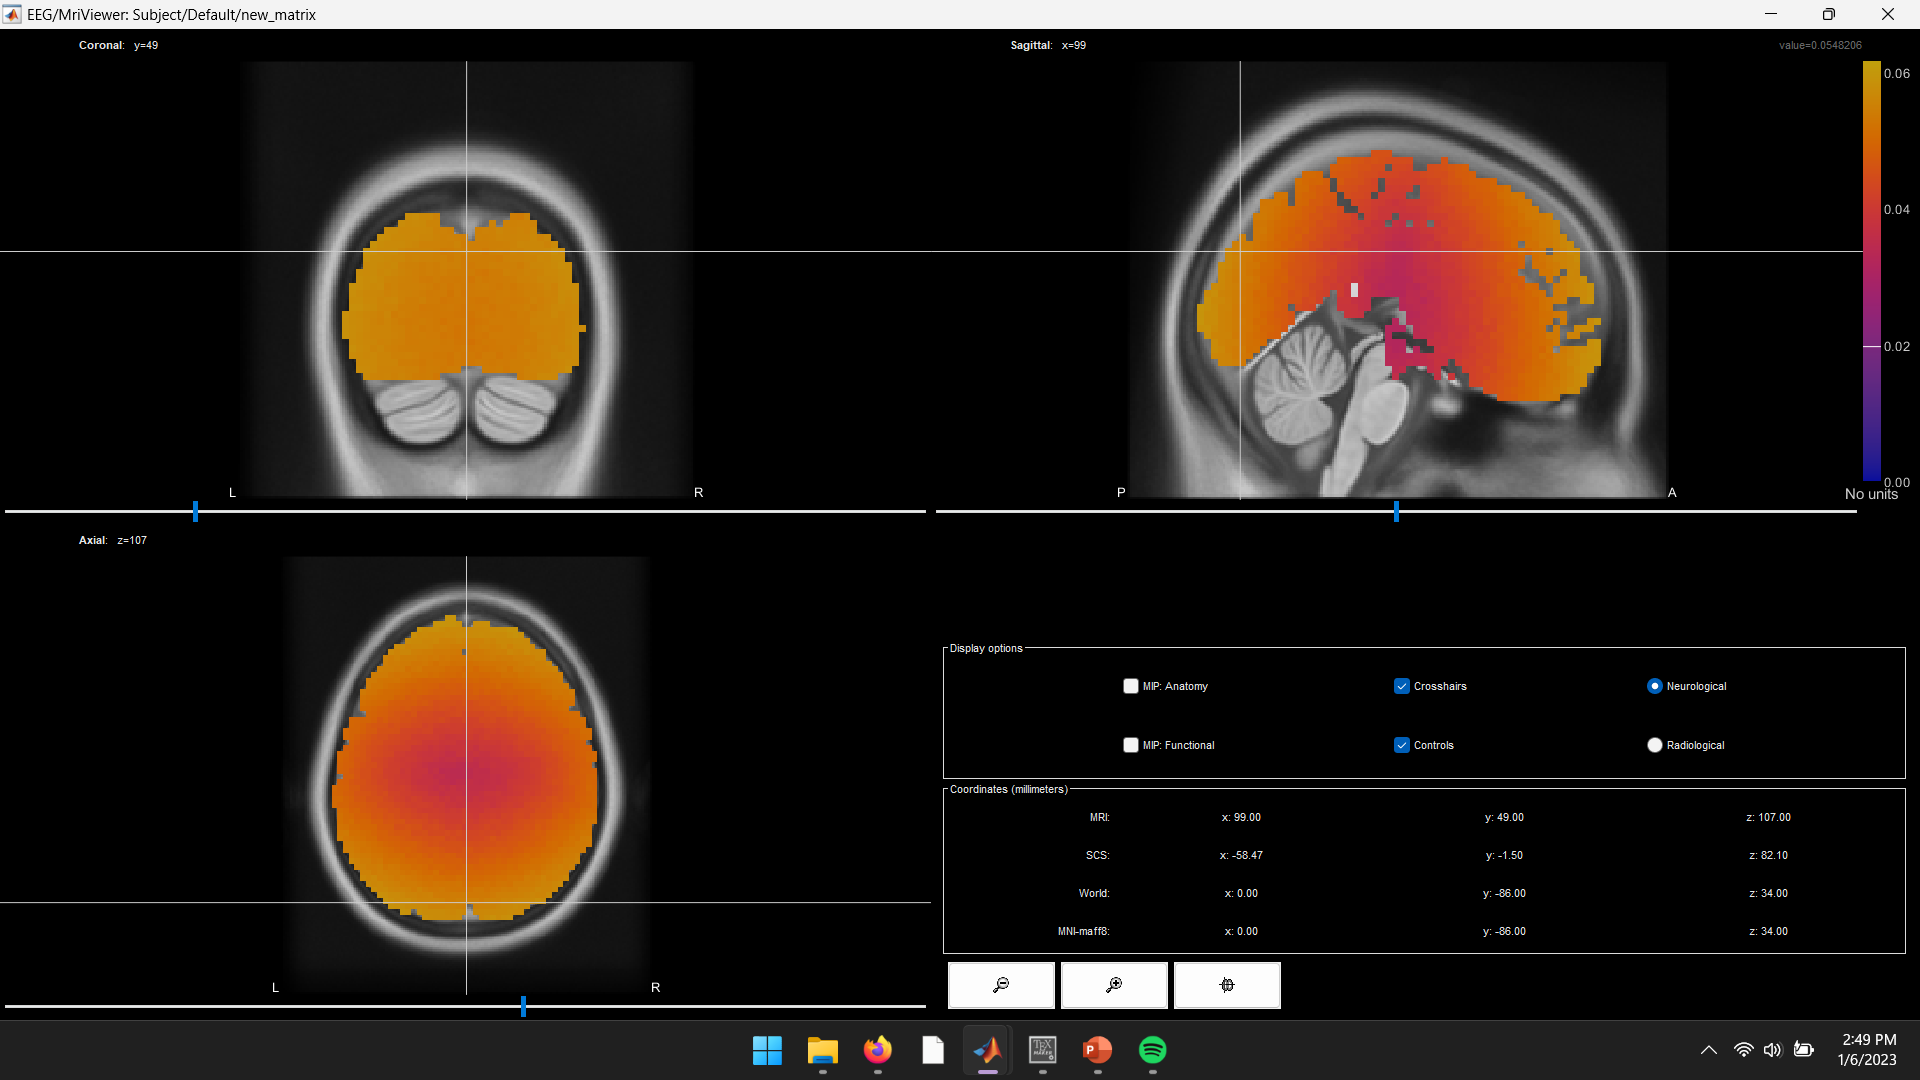 EEG/MriViewer: Subject/Default/new_matrix
Coronal: y=49
Sagittal: x=99
value=0.0548206
0.06
0.04
0.02
0.00
No units
L
R
P
A
Axial: z=107
L
R
Display options
MIP: Anatomy
Crosshairs
Neurological
MIP: Functional
Controls
Radiological
Coordinates (millimeters)
MRI: x: 99.00 y: 49.00 z: 107.00
SCS: x: -58.47 y: -1.50 z: 82.10
World: x: 0.00 y: -86.00 z: 34.00
MNI-maff8: x: 0.00 y: -86.00 z: 34.00
TEX
MAKER
P
2:49 PM
1/6/2023